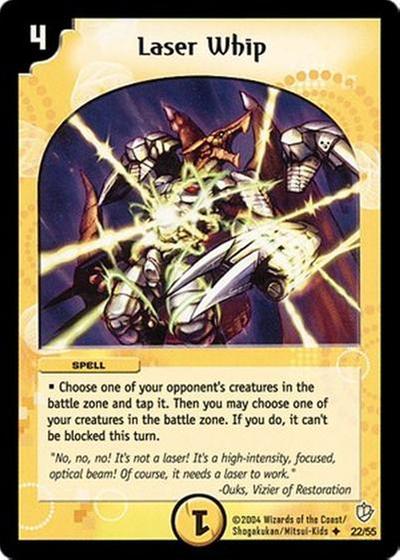 4
Laser Whip
SPELL
▪ Choose one of your opponent's creatures in the
battle zone and tap it. Then you may choose one of
your creatures in the battle zone. If you do, it can't
be blocked this turn.
"No, no, no! It's not a laser! It's a high-intensity, focused,
optical beam! Of course, it needs a laser to work."
-Ouks, Vizier of Restoration
1
©2004 Wizards of the Coast/
Shogakukan/Mitsui-Kids ✦ 22/55